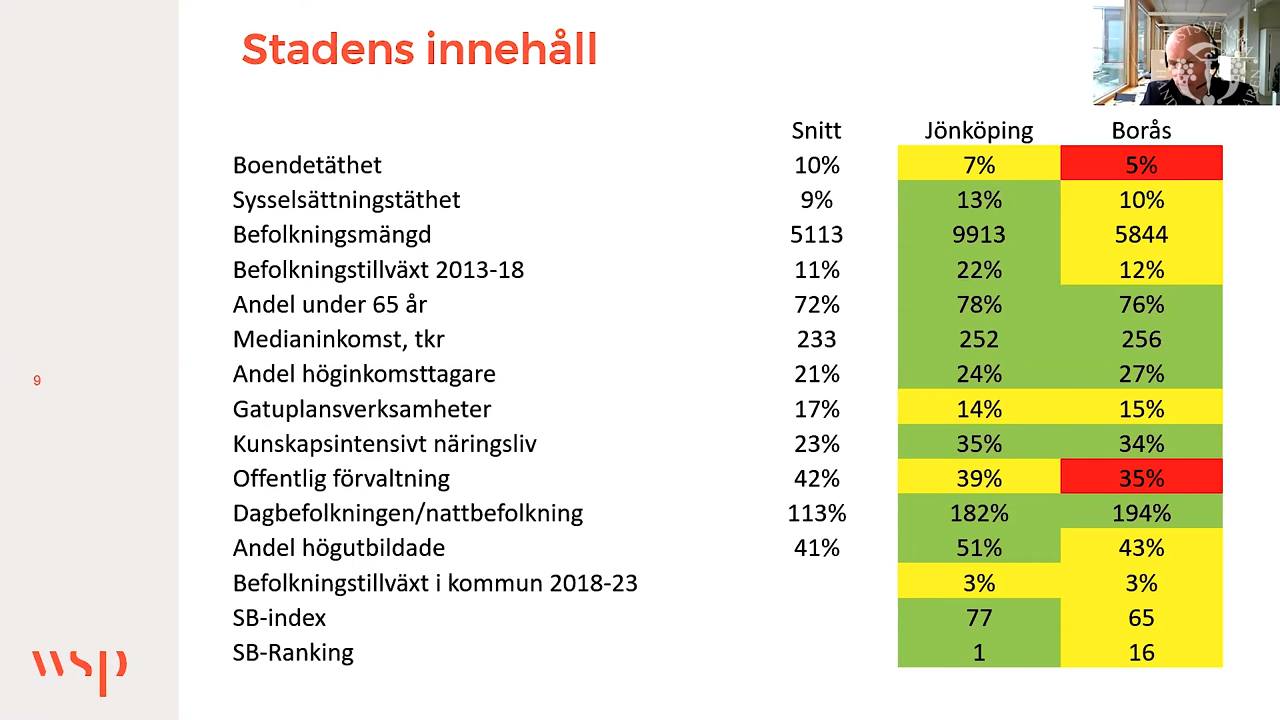 Stadens innehåll
Snitt Jönköping Borås
Boendetäthet 10% 7% 5%
Sysselsättningstäthet 9% 13% 10%
Befolkningsmängd 5113 9913 5844
Befolkningstillväxt 2013-18 11% 22% 12%
Andel under 65 år 72% 78% 76%
Medianinkomst, tkr 233 252 256
Andel höginkomsttagare 21% 24% 27%
Gatuplansverksamheter 17% 14% 15%
Kunskapsintensivt näringsliv 23% 35% 34%
Offentlig förvaltning 42% 39% 35%
Dagbefolkningen/nattbefolkning 113% 182% 194%
Andel högutbildade 41% 51% 43%
Befolkningstillväxt i kommun 2018-23 3% 3%
SB-index 77 65
SB-Ranking 1 16
9
wsp